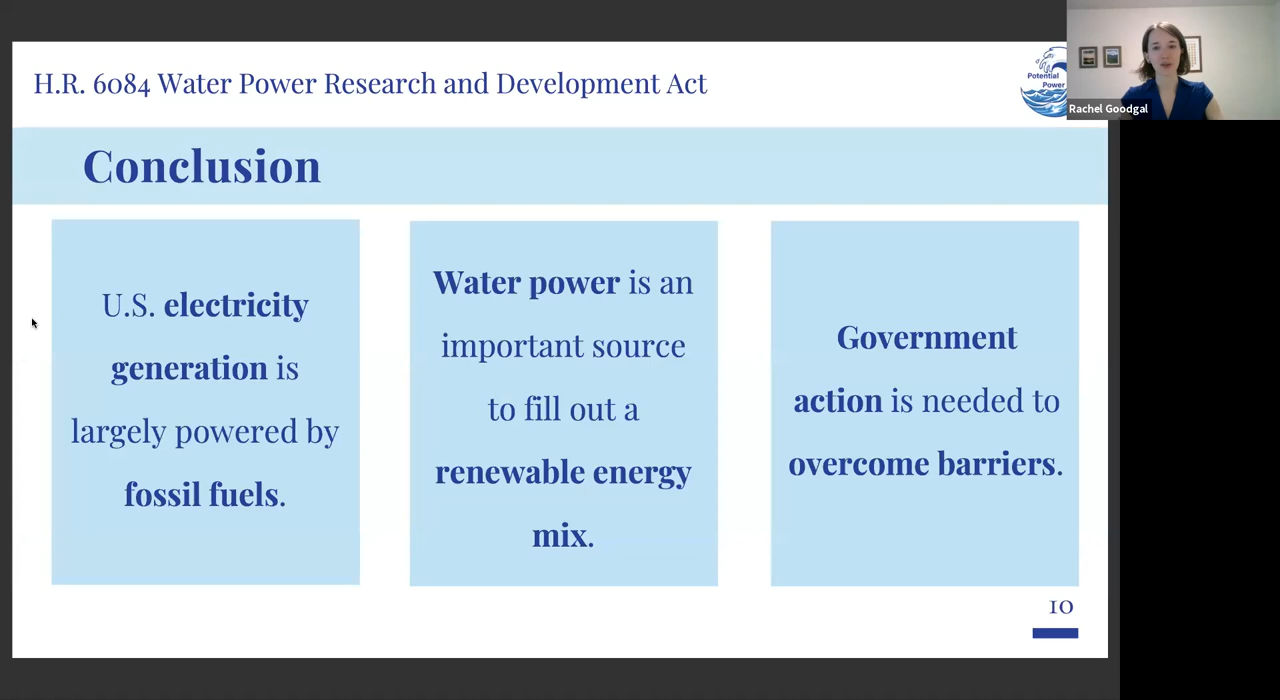 H.R. 6084 Water Power Research and Development Act
Potential
Power
Rachel Goodgal
Conclusion
U.S. electricity
generation is
largely powered by
fossil fuels.
Water power is an
important source
to fill out a
renewable energy
mix.
Government
action is needed to
overcome barriers.
10